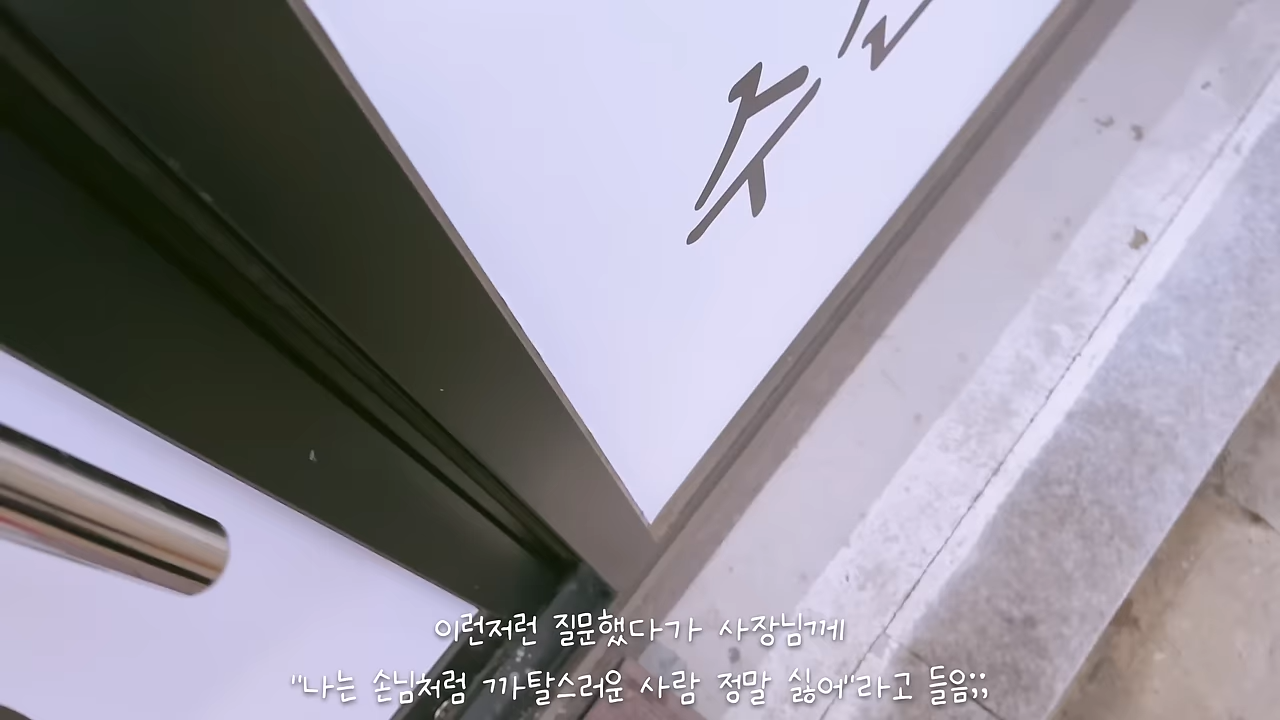 수
이런저런 질문했다가 사장님께
"나는 손님처럼 까탈스러운 사람 정말 싫어"라고 들음;;